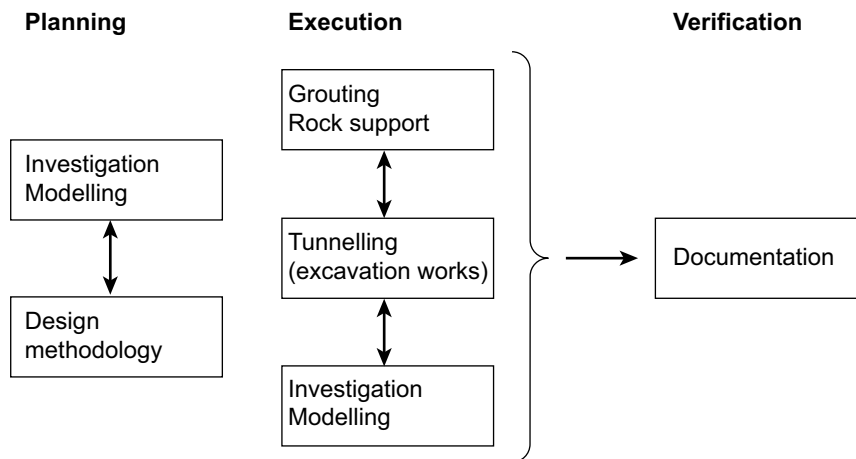 Planning
Investigation
Modelling
Design
methodology
Execution
Grouting
Rock support
Tunnelling
(excavation works)
Investigation
Modelling
Verification
Documentation